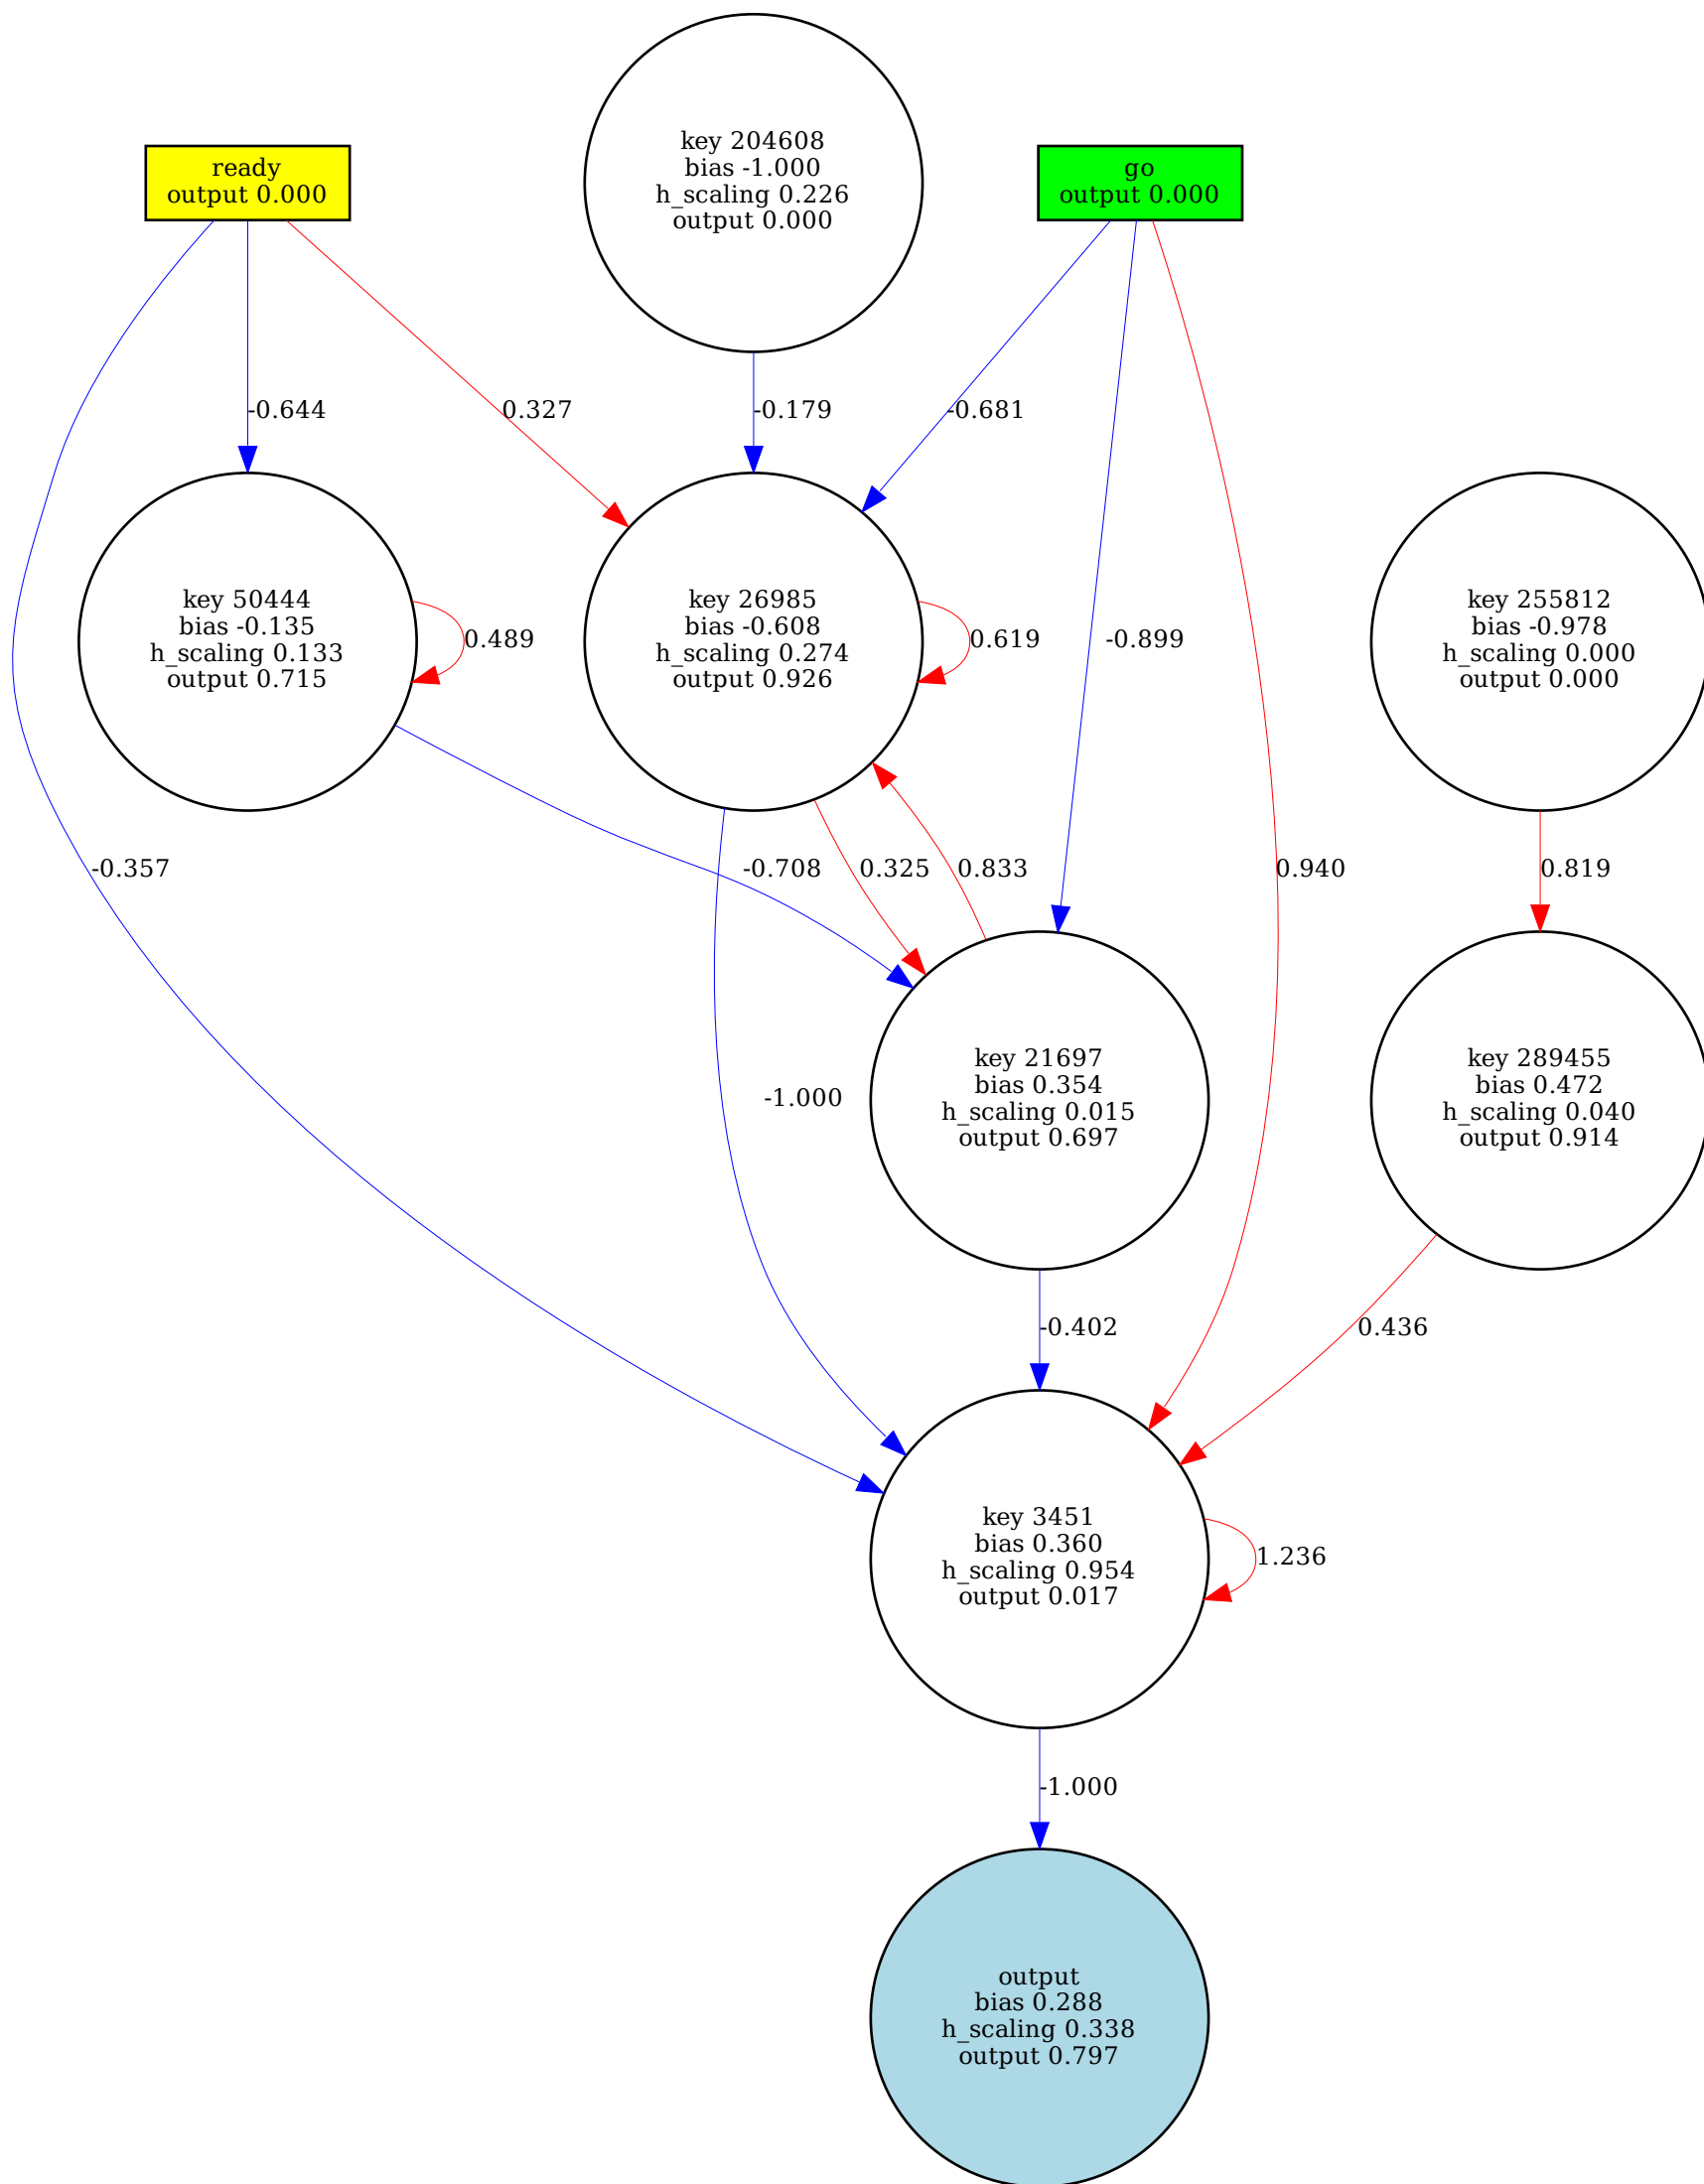 key 204608
bias -1.000
h_scaling 0.226
output 0.000
ready
output 0.000
go
output 0.000
-0.644
0.327
-0.179
-0.681
key 50444
bias -0.135
h_scaling 0.133
output 0.715
0.489
key 26985
bias -0.608
h_scaling 0.274
output 0.926
0.619
-0.899
key 255812
bias -0.978
h_scaling 0.000
output 0.000
-0.357
-0.708
0.325
0.833
0.940
0.819
-1.000
key 21697
bias 0.354
h_scaling 0.015
output 0.697
key 289455
bias 0.472
h_scaling 0.040
output 0.914
-0.402
0.436
key 3451
bias 0.360
h_scaling 0.954
output 0.017
1.236
-1.000
output
bias 0.288
h_scaling 0.338
output 0.797